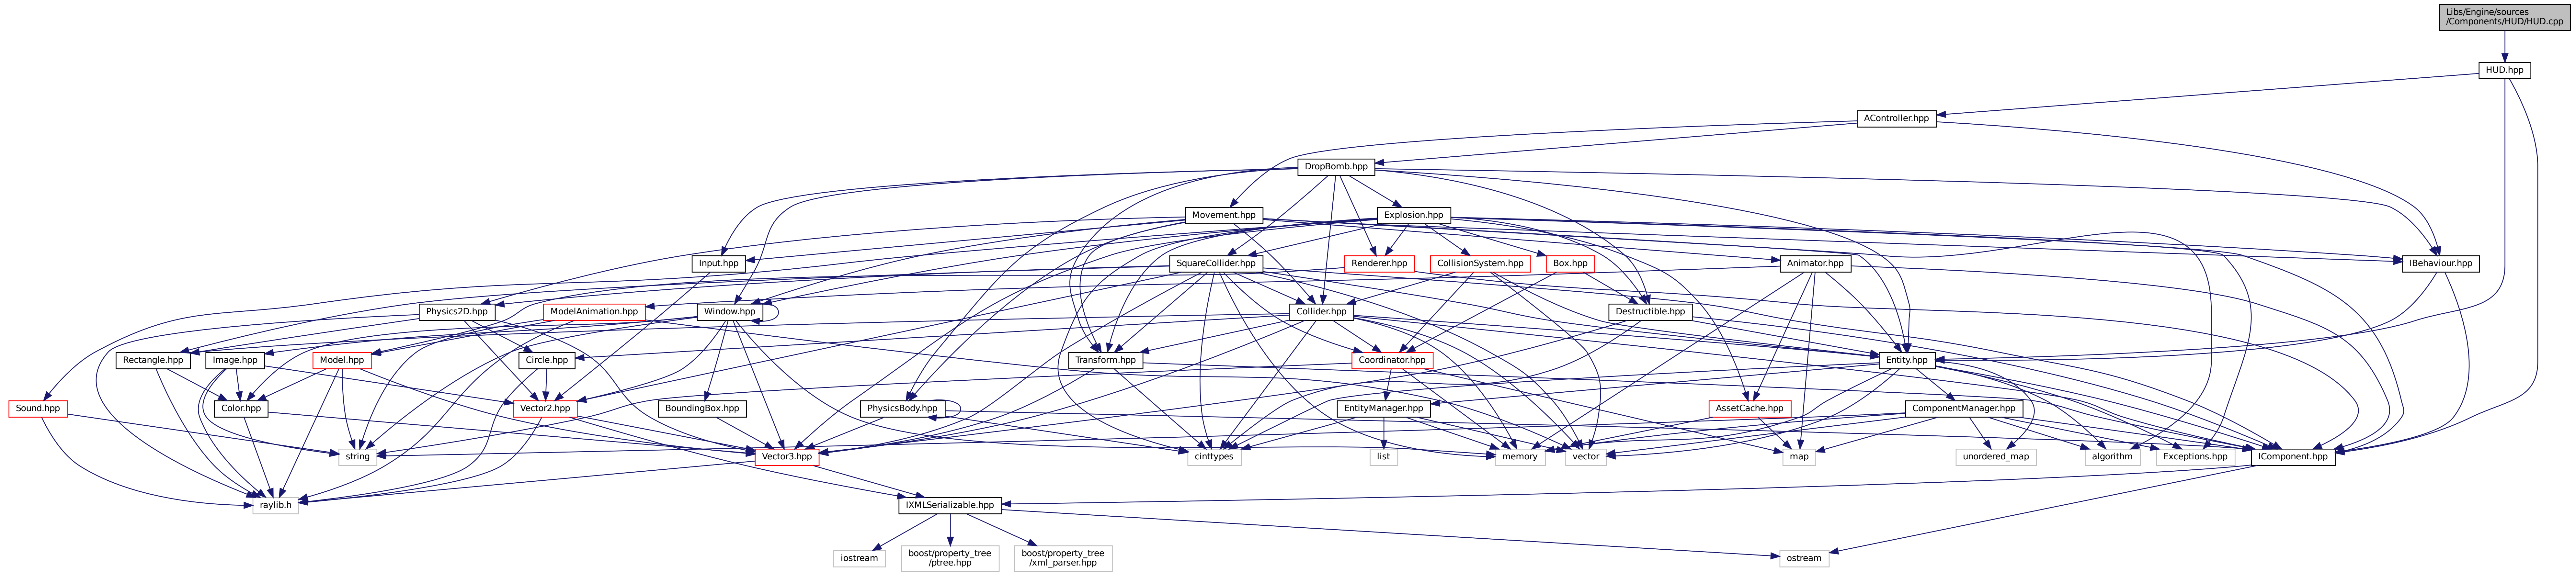 Libs/Engine/sources
/Components/HUD/HUD.cpp
HUD.hpp
AController.hpp
DropBomb.hpp
Movement.hpp
Explosion.hpp
Input.hpp
SquareCollider.hpp
Renderer.hpp
CollisionSystem.hpp
Box.hpp
Animator.hpp
IBehaviour.hpp
Physics2D.hpp
ModelAnimation.hpp
Window.hpp
Collider.hpp
Destructible.hpp
Rectangle.hpp
Image.hpp
Model.hpp
Circle.hpp
Transform.hpp
Coordinator.hpp
Entity.hpp
Sound.hpp
Color.hpp
Vector2.hpp
BoundingBox.hpp
PhysicsBody.hpp
EntityManager.hpp
AssetCache.hpp
ComponentManager.hpp
string
Vector3.hpp
cinttypes
list
memory
vector
map
unordered_map
algorithm
Exceptions.hpp
IComponent.hpp
raylib.h
IXMLSerializable.hpp
iostream
boost/property_tree
/ptree.hpp
boost/property_tree
/xml_parser.hpp
ostream